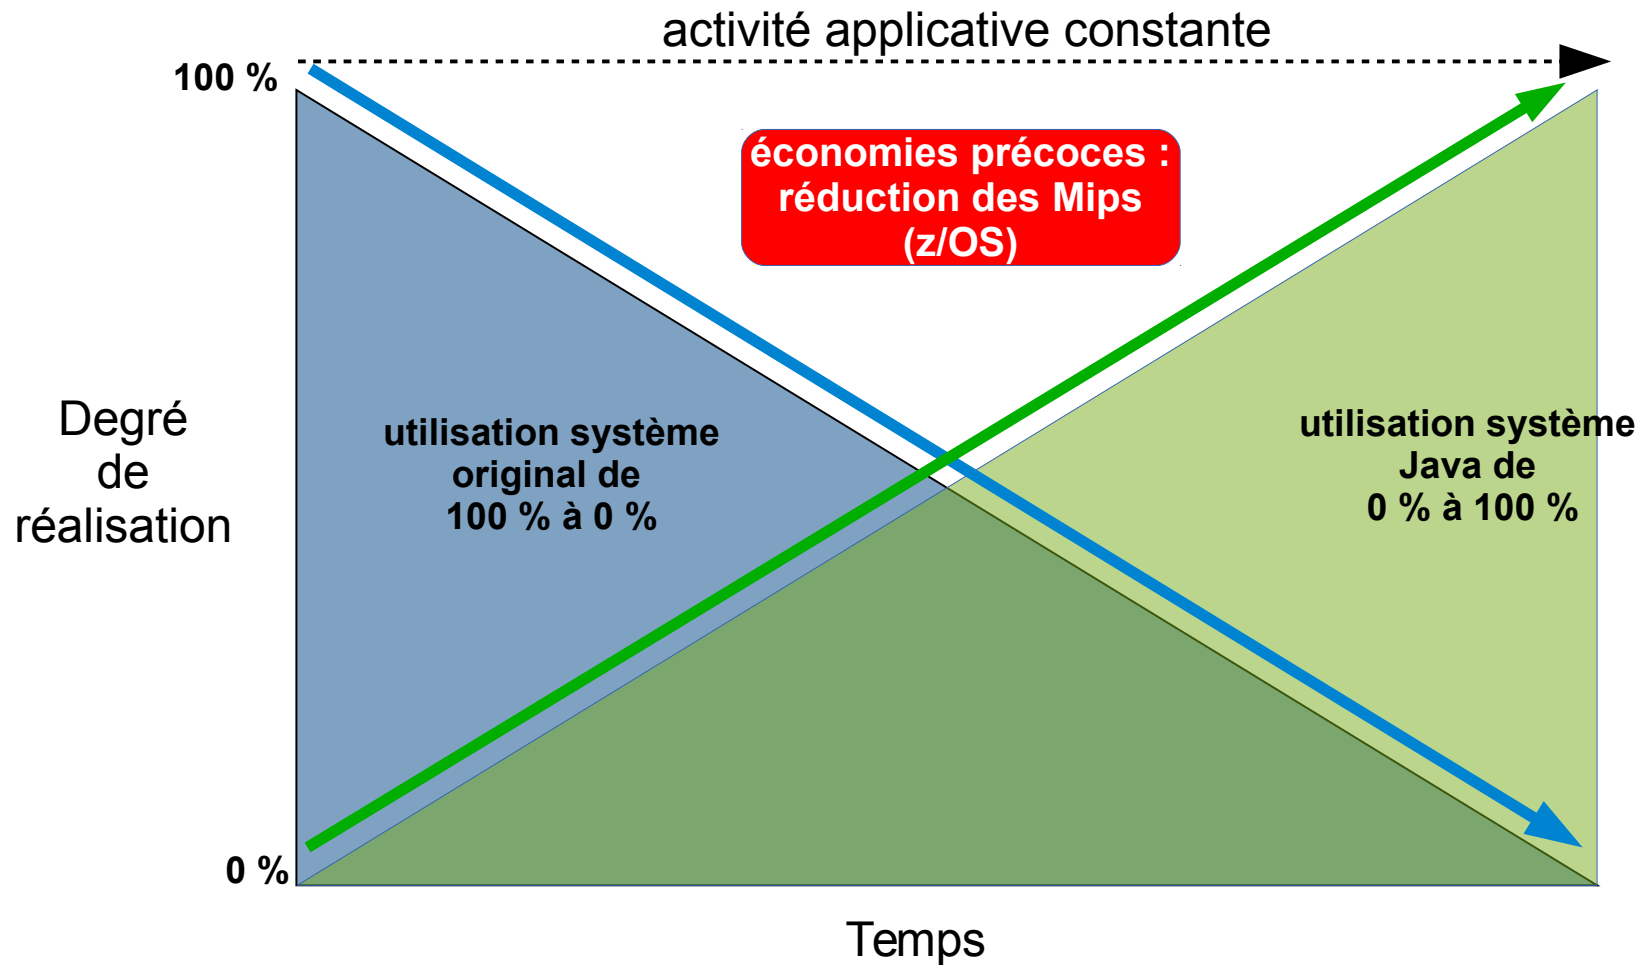 activité applicative constante
100 %
économies précoces :
réduction des Mips
(z/OS)
Degré
de
réalisation
utilisation système
original de
100 % à 0 %
utilisation système
Java de
0 % à 100 %
0 %
Temps